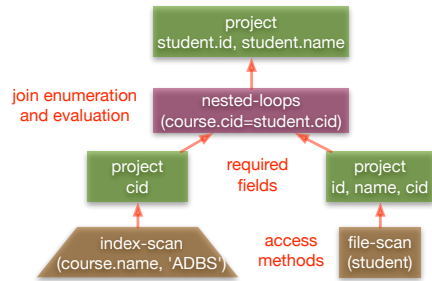 project
student.id, student.name
join enumeration
and evaluation
nested-loops
(course.cid=student.cid)
project
cid
required
fields
project
id, name, cid
index-scan
(course.name, 'ADBS')
access
methods
file-scan
(student)